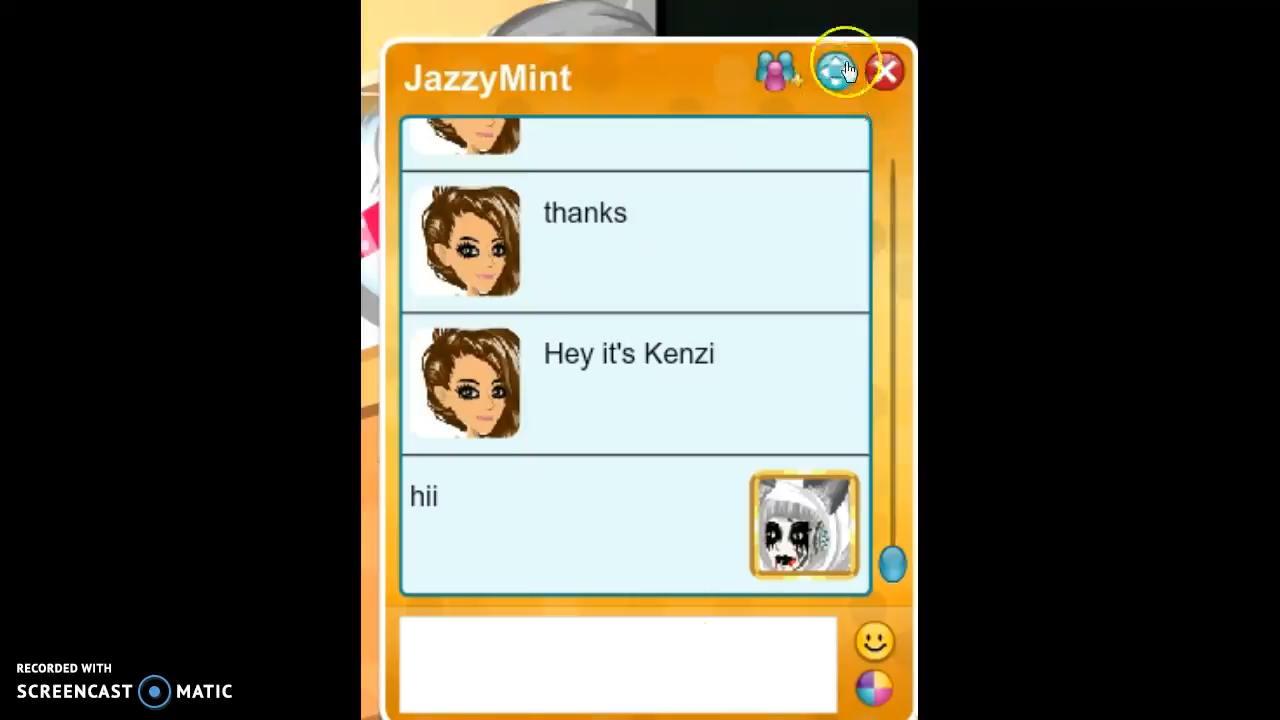 JazzyMint
thanks
Hey it's Kenzi
hii
RECORDED WITH
SCREENCAST MATIC